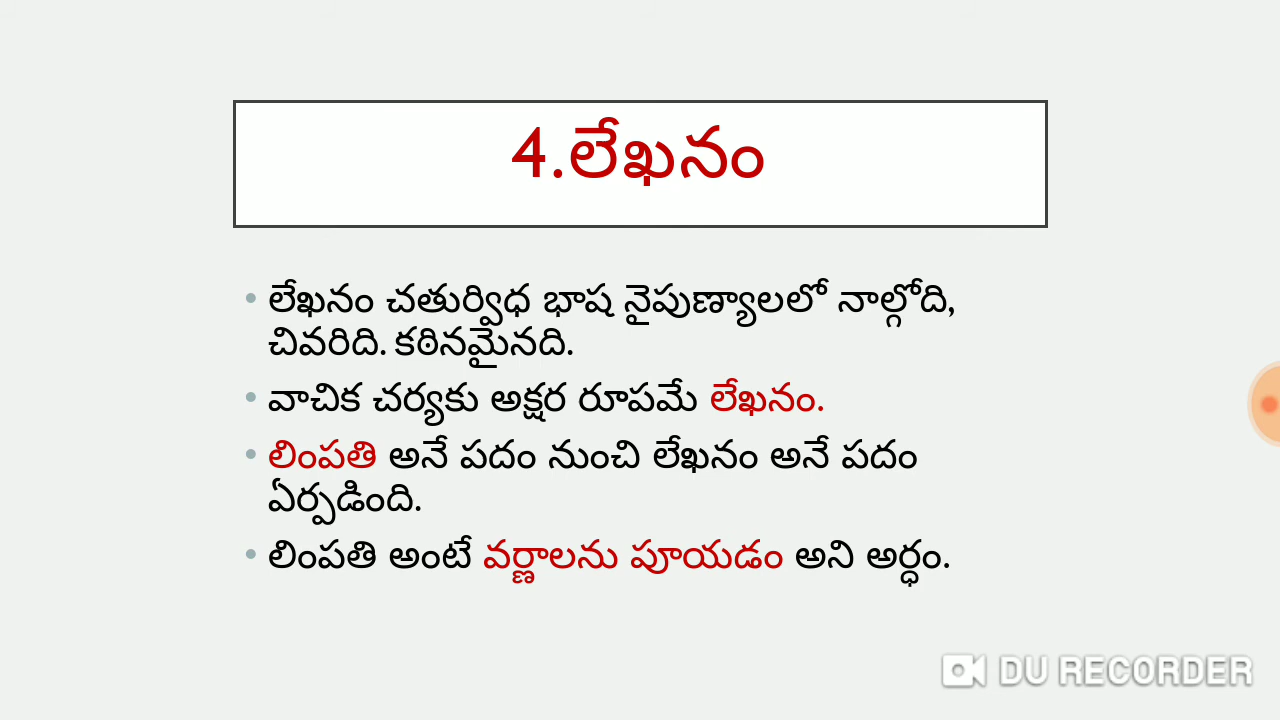 4.లేఖనం
• లేఖనం చతుర్విధ భాష నైపుణ్యాలలో నాల్గోది,
చివరిది. కఠినమైనది.
• వాచిక చర్యకు అక్షర రూపమే లేఖనం.
• లింపతి అనే పదం నుంచి లేఖనం అనే పదం
ఏర్పడింది.
• లింపతి అంటే వర్ణాలను పూయడం అని అర్ధం.
DU RECORDER